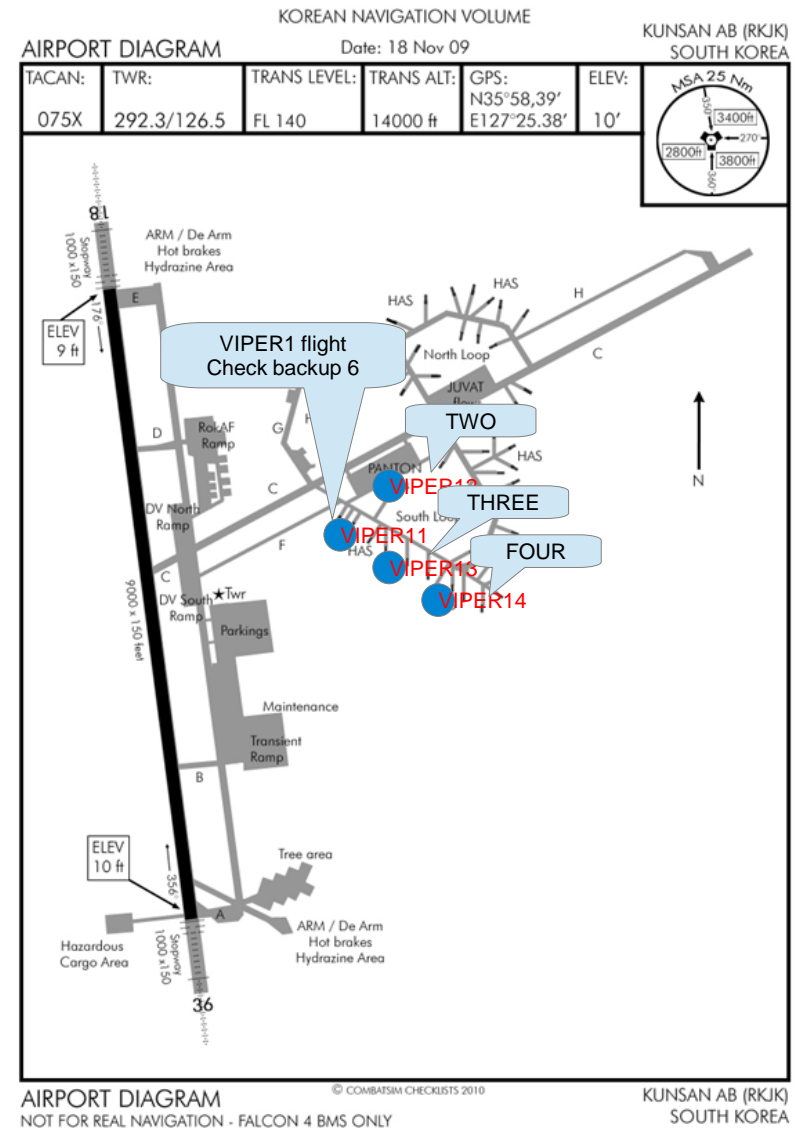 KOREAN NAVIGATION VOLUME
AIRPORT DIAGRAM
Date: 18 Nov 09
KUNSAN AB (RKJK)
SOUTH KOREA
TACAN:
075X
TWR:
292.3/126.5
TRANS LEVEL:
FL 140
TRANS ALT:
14000 ft
GPS:
N35°58,39'
E127°25.38'
ELEV:
10'
MSA 25 Nm
350°
3400ft
270°
2800ft
3800ft
360°
18
Stopway
1000 x150
ARM / De Arm
Hot brakes
Hydrazine Area
E
176°
ELEV
9 ft
HAS
HAS
H
C
North Loop
JUVAT
VIPER1 flight
Check backup 6
TWO
D
RokAF
Ramp
G
H
C
PANTON
HAS
VIPER12
THREE
DV North
Ramp
South Loop
VIPER11
HAS
F
FOUR
VIPER13
C
DV South
Ramp
Twr
VIPER14
9000 x 150 feet
Parkings
N
Maintenance
Transient
Ramp
B
ELEV
10 ft
356°
Tree area
A
Hazardous
Cargo Area
Stopway
1000 x150
ARM / De Arm
Hot brakes
Hydrazine Area
36
© COMBATSIM CHECKLISTS 2010
AIRPORT DIAGRAM
NOT FOR REAL NAVIGATION - FALCON 4 BMS ONLY
KUNSAN AB (RKJK)
SOUTH KOREA